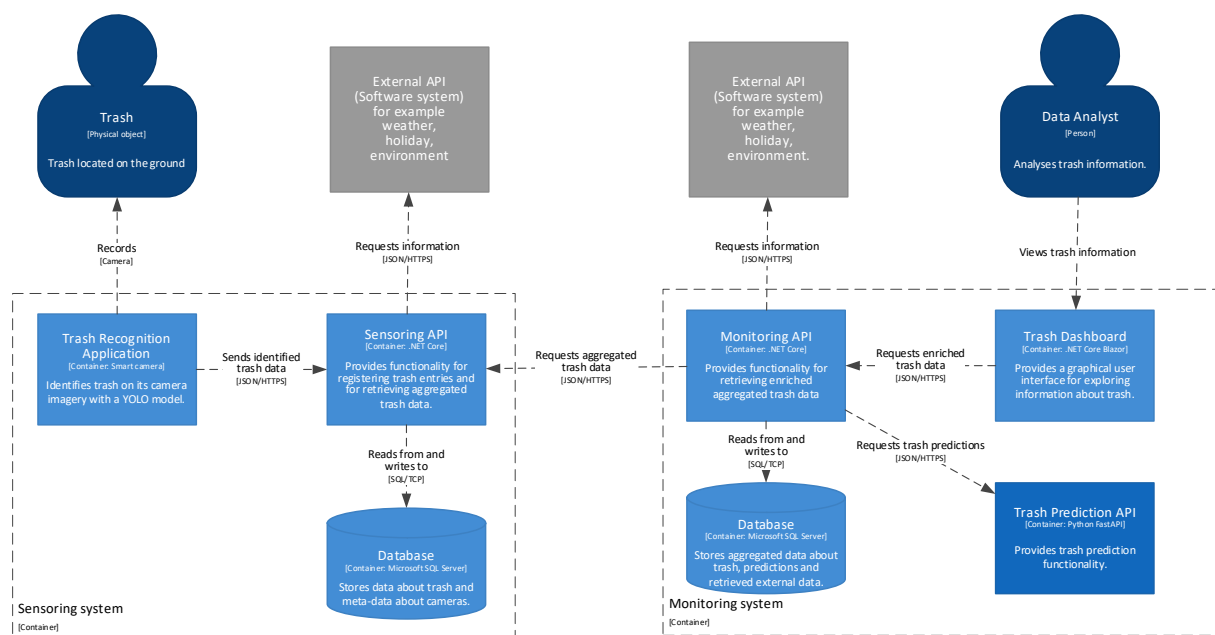 Trash
[Physical object]
Trash located on the ground
External API
(Software system)
for example
weather,
holiday,
environment
External API
(Software system)
for example
weather,
holiday,
environment.
Data Analyst
[Person]
Analyses trash information.
Records
[Camera]
Requests information
[JSON/HTTPS]
Requests information
[JSON/HTTPS]
Views trash information
Trash Recognition
Application
[Container: Smart camera]
Identifies trash on its camera
imagery with a YOLO model.
Sends identified
trash data
[JSON/HTTPS]
Sensoring API
[Container: .NET Core]
Provides functionality for
registering trash entries and
for retrieving aggregated
trash data.
Requests aggregated
trash data
[JSON/HTTPS]
Monitoring API
[Container: .NET Core]
Provides functionality for
retrieving enriched
aggregated trash data
Requests enriched
trash data
[JSON/HTTPS]
Trash Dashboard
[Container: .NET Core Blazor]
Provides a graphical user
interface for exploring
information about trash.
Reads from and
writes to
[SQL/TCP]
Reads from and
writes to
[SQL/TCP]
Requests trash predictions
[JSON/HTTPS]
Database
[Container: Microsoft SQL Server]
Stores data about trash and
meta-data about cameras.
Database
[Container: Microsoft SQL Server]
Stores aggregated data about
trash, predictions and
retrieved external data.
Trash Prediction API
[Container: Python FastAPI]
Provides trash prediction
functionality.
Sensoring system
[Container]
Monitoring system
[Container]